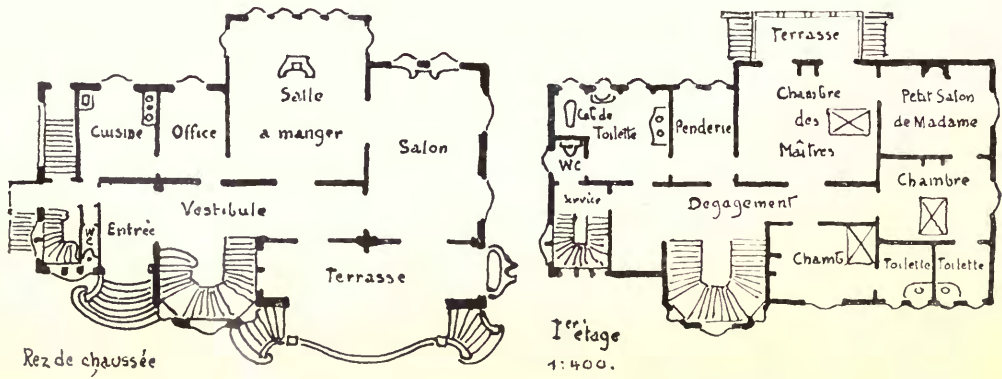 Cuisine
Office
Salle
a manger
Salon
Vestibule
Entrée
WC
Terrasse
Rez de chaussée
Terrasse
Cab. de
Toilette
Penderie
Chambre
des
Maîtres
Petit Salon
de Madame
WC
Service
Dégagement
Chambre
Chamb.
Toilette
Toilette
1er étage
1:400.